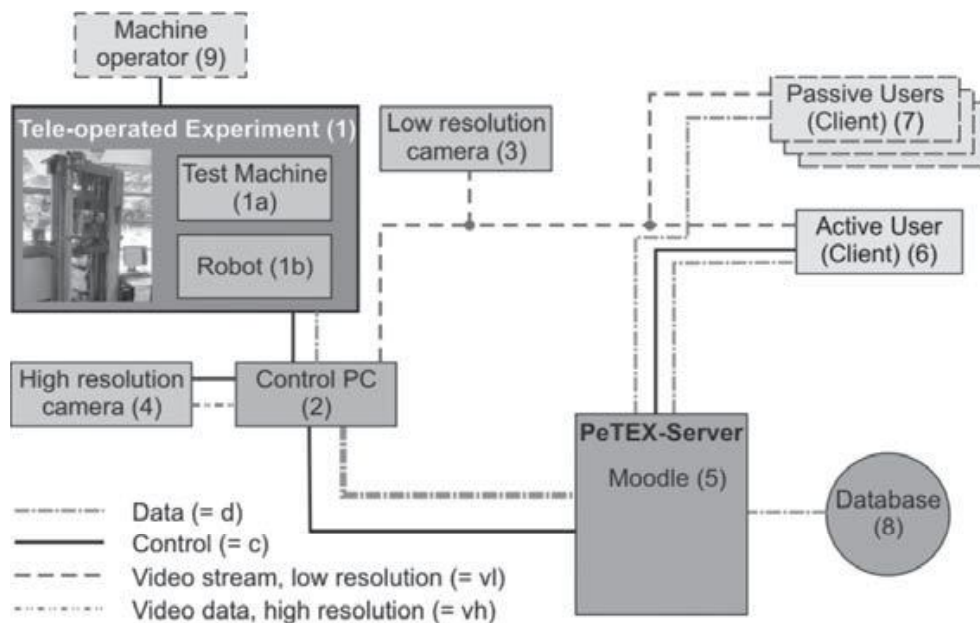 Machine
operator (9)
Tele-operated Experiment (1)
Test Machine
(1a)
Robot (1b)
Low resolution
camera (3)
Passive Users
(Client) (7)
Active User
(Client) (6)
High resolution
camera (4)
Control PC
(2)
PeTEX-Server
Moodle (5)
Database
(8)
Data (= d)
Control (= c)
Video stream, low resolution (= vl)
Video data, high resolution (= vh)